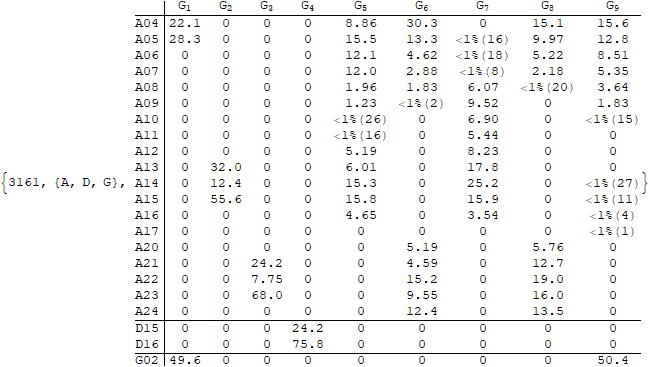 G₁ G₂ G₃ G₄ G₅ G₆ G₇ G₈ G₉
A04 22.1 0 0 0 8.86 30.3 0 15.1 15.6
A05 28.3 0 0 0 15.5 13.3 <1%(16) 9.97 12.8
A06 0 0 0 0 12.1 4.62 <1%(18) 5.22 8.51
A07 0 0 0 0 12.0 2.88 <1%(8) 2.18 5.35
A08 0 0 0 0 1.96 1.83 6.07 <1%(20) 3.64
A09 0 0 0 0 1.23 <1%(2) 9.52 0 1.83
A10 0 0 0 0 <1%(26) 0 6.90 0 <1%(15)
A11 0 0 0 0 <1%(16) 0 5.44 0 0
A12 0 0 0 0 5.19 0 8.23 0 0
A13 0 32.0 0 0 6.01 0 17.8 0 0
{3161, {A, D, G}, A14 0 12.4 0 0 15.3 0 25.2 0 <1%(27) }
A15 0 55.6 0 0 15.8 0 15.9 0 <1%(11)
A16 0 0 0 0 4.65 0 3.54 0 <1%(4)
A17 0 0 0 0 0 0 0 0 <1%(1)
A20 0 0 0 0 0 5.19 0 5.76 0
A21 0 0 24.2 0 0 4.59 0 12.7 0
A22 0 0 7.75 0 0 15.2 0 19.0 0
A23 0 0 68.0 0 0 9.55 0 16.0 0
A24 0 0 0 0 0 12.4 0 13.5 0
D15 0 0 0 24.2 0 0 0 0 0
D16 0 0 0 75.8 0 0 0 0 0
G02 49.6 0 0 0 0 0 0 0 50.4